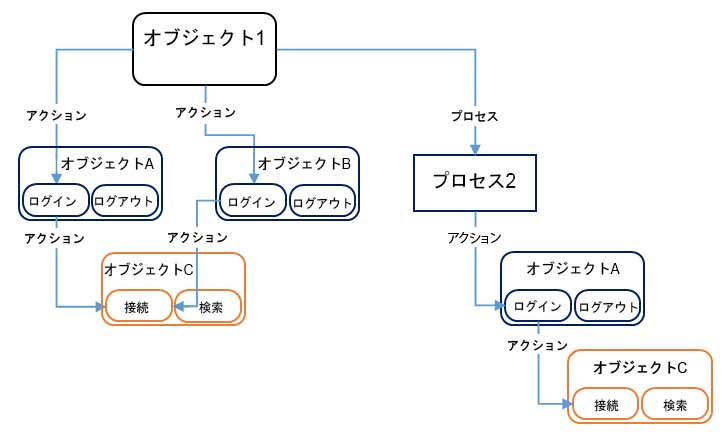 オブジェクト1
アクション
アクション
プロセス
オブジェクトA
ログイン
ログアウト
オブジェクトB
ログイン
ログアウト
プロセス2
アクション
アクション
アクション
オブジェクトC
接続
検索
オブジェクトA
ログイン
ログアウト
アクション
オブジェクトC
接続
検索